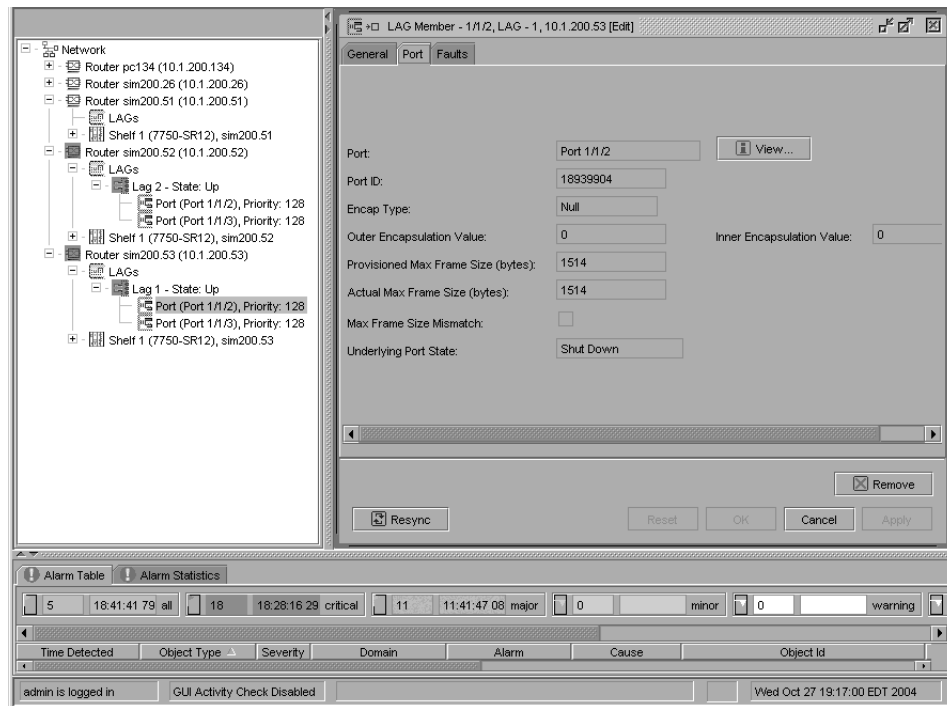 Network
Router pc134 (10.1.200.134)
Router sim200.26 (10.1.200.26)
Router sim200.51 (10.1.200.51)
LAGs
Shelf 1 (7750-SR12), sim200.51
Router sim200.52 (10.1.200.52)
LAGs
Lag 2 - State: Up
Port (Port 1/1/2), Priority: 128
Port (Port 1/1/3), Priority: 128
Shelf 1 (7750-SR12), sim200.52
Router sim200.53 (10.1.200.53)
LAGs
Lag 1 - State: Up
Port (Port 1/1/2), Priority: 128
Port (Port 1/1/3), Priority: 128
Shelf 1 (7750-SR12), sim200.53
LAG Member - 1/1/2, LAG - 1, 10.1.200.53 [Edit]
General Port Faults
Port: Port 1/1/2 View...
Port ID: 18939904
Encap Type: Null
Outer Encapsulation Value: 0 Inner Encapsulation Value: 0
Provisioned Max Frame Size (bytes): 1514
Actual Max Frame Size (bytes): 1514
Max Frame Size Mismatch:
Underlying Port State: Shut Down
Remove
Resync Reset OK Cancel Apply
Alarm Table Alarm Statistics
5 18:41:41 79 all 18 18:28:16 29 critical 11 11:41:47 08 major 0 minor 0 warning
Time Detected Object Type Severity Domain Alarm Cause Object Id
admin is logged in GUI Activity Check Disabled Wed Oct 27 19:17:00 EDT 2004